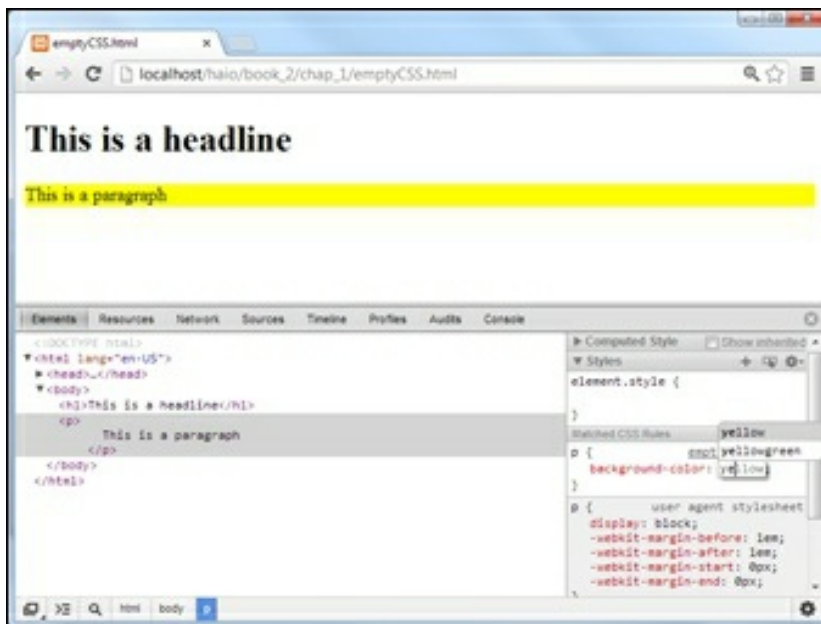 emptyCSS.html
localhost/haio/book_2/chap_1/emptyCSS.html
This is a headline
This is a paragraph
Elements Resources Network Sources Timeline Profiles Audits Console
<!DOCTYPE html>
<html lang="en-US">
<head>…</head>
<body>
<h1>This is a headline</h1>
<p>
This is a paragraph
</p>
</body>
</html>
Computed Style Show inherited
Styles
element.style {
}
Matched CSS Rules
yellow
yellowgreen
p { empt
background-color: yellow;
}
p { user agent stylesheet
display: block;
-webkit-margin-before: 1em;
-webkit-margin-after: 1em;
-webkit-margin-start: 0px;
-webkit-margin-end: 0px;
html body p